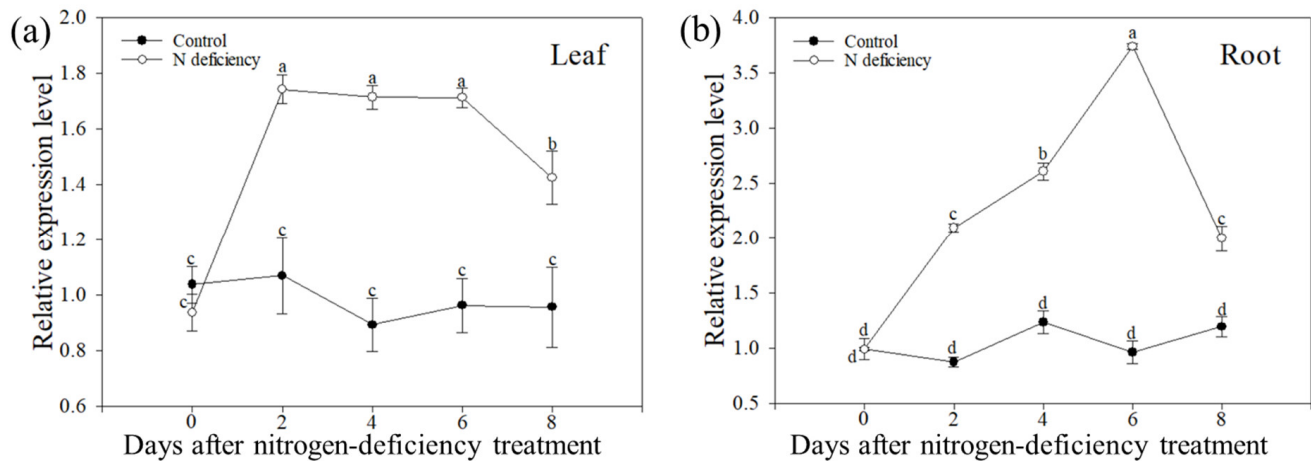 (a)
Control
N deficiency
Leaf
Relative expression level
2.0
1.8
1.6
1.4
1.2
1.0
0.8
0.6
a
a
a
b
c
c
c
c
c
c
0
2
4
6
8
Days after nitrogen-deficiency treatment
(b)
Control
N deficiency
Root
Relative expression level
4.0
3.5
3.0
2.5
2.0
1.5
1.0
0.5
a
b
c
c
d
d
d
d
d
d
0
2
4
6
8
Days after nitrogen-deficiency treatment